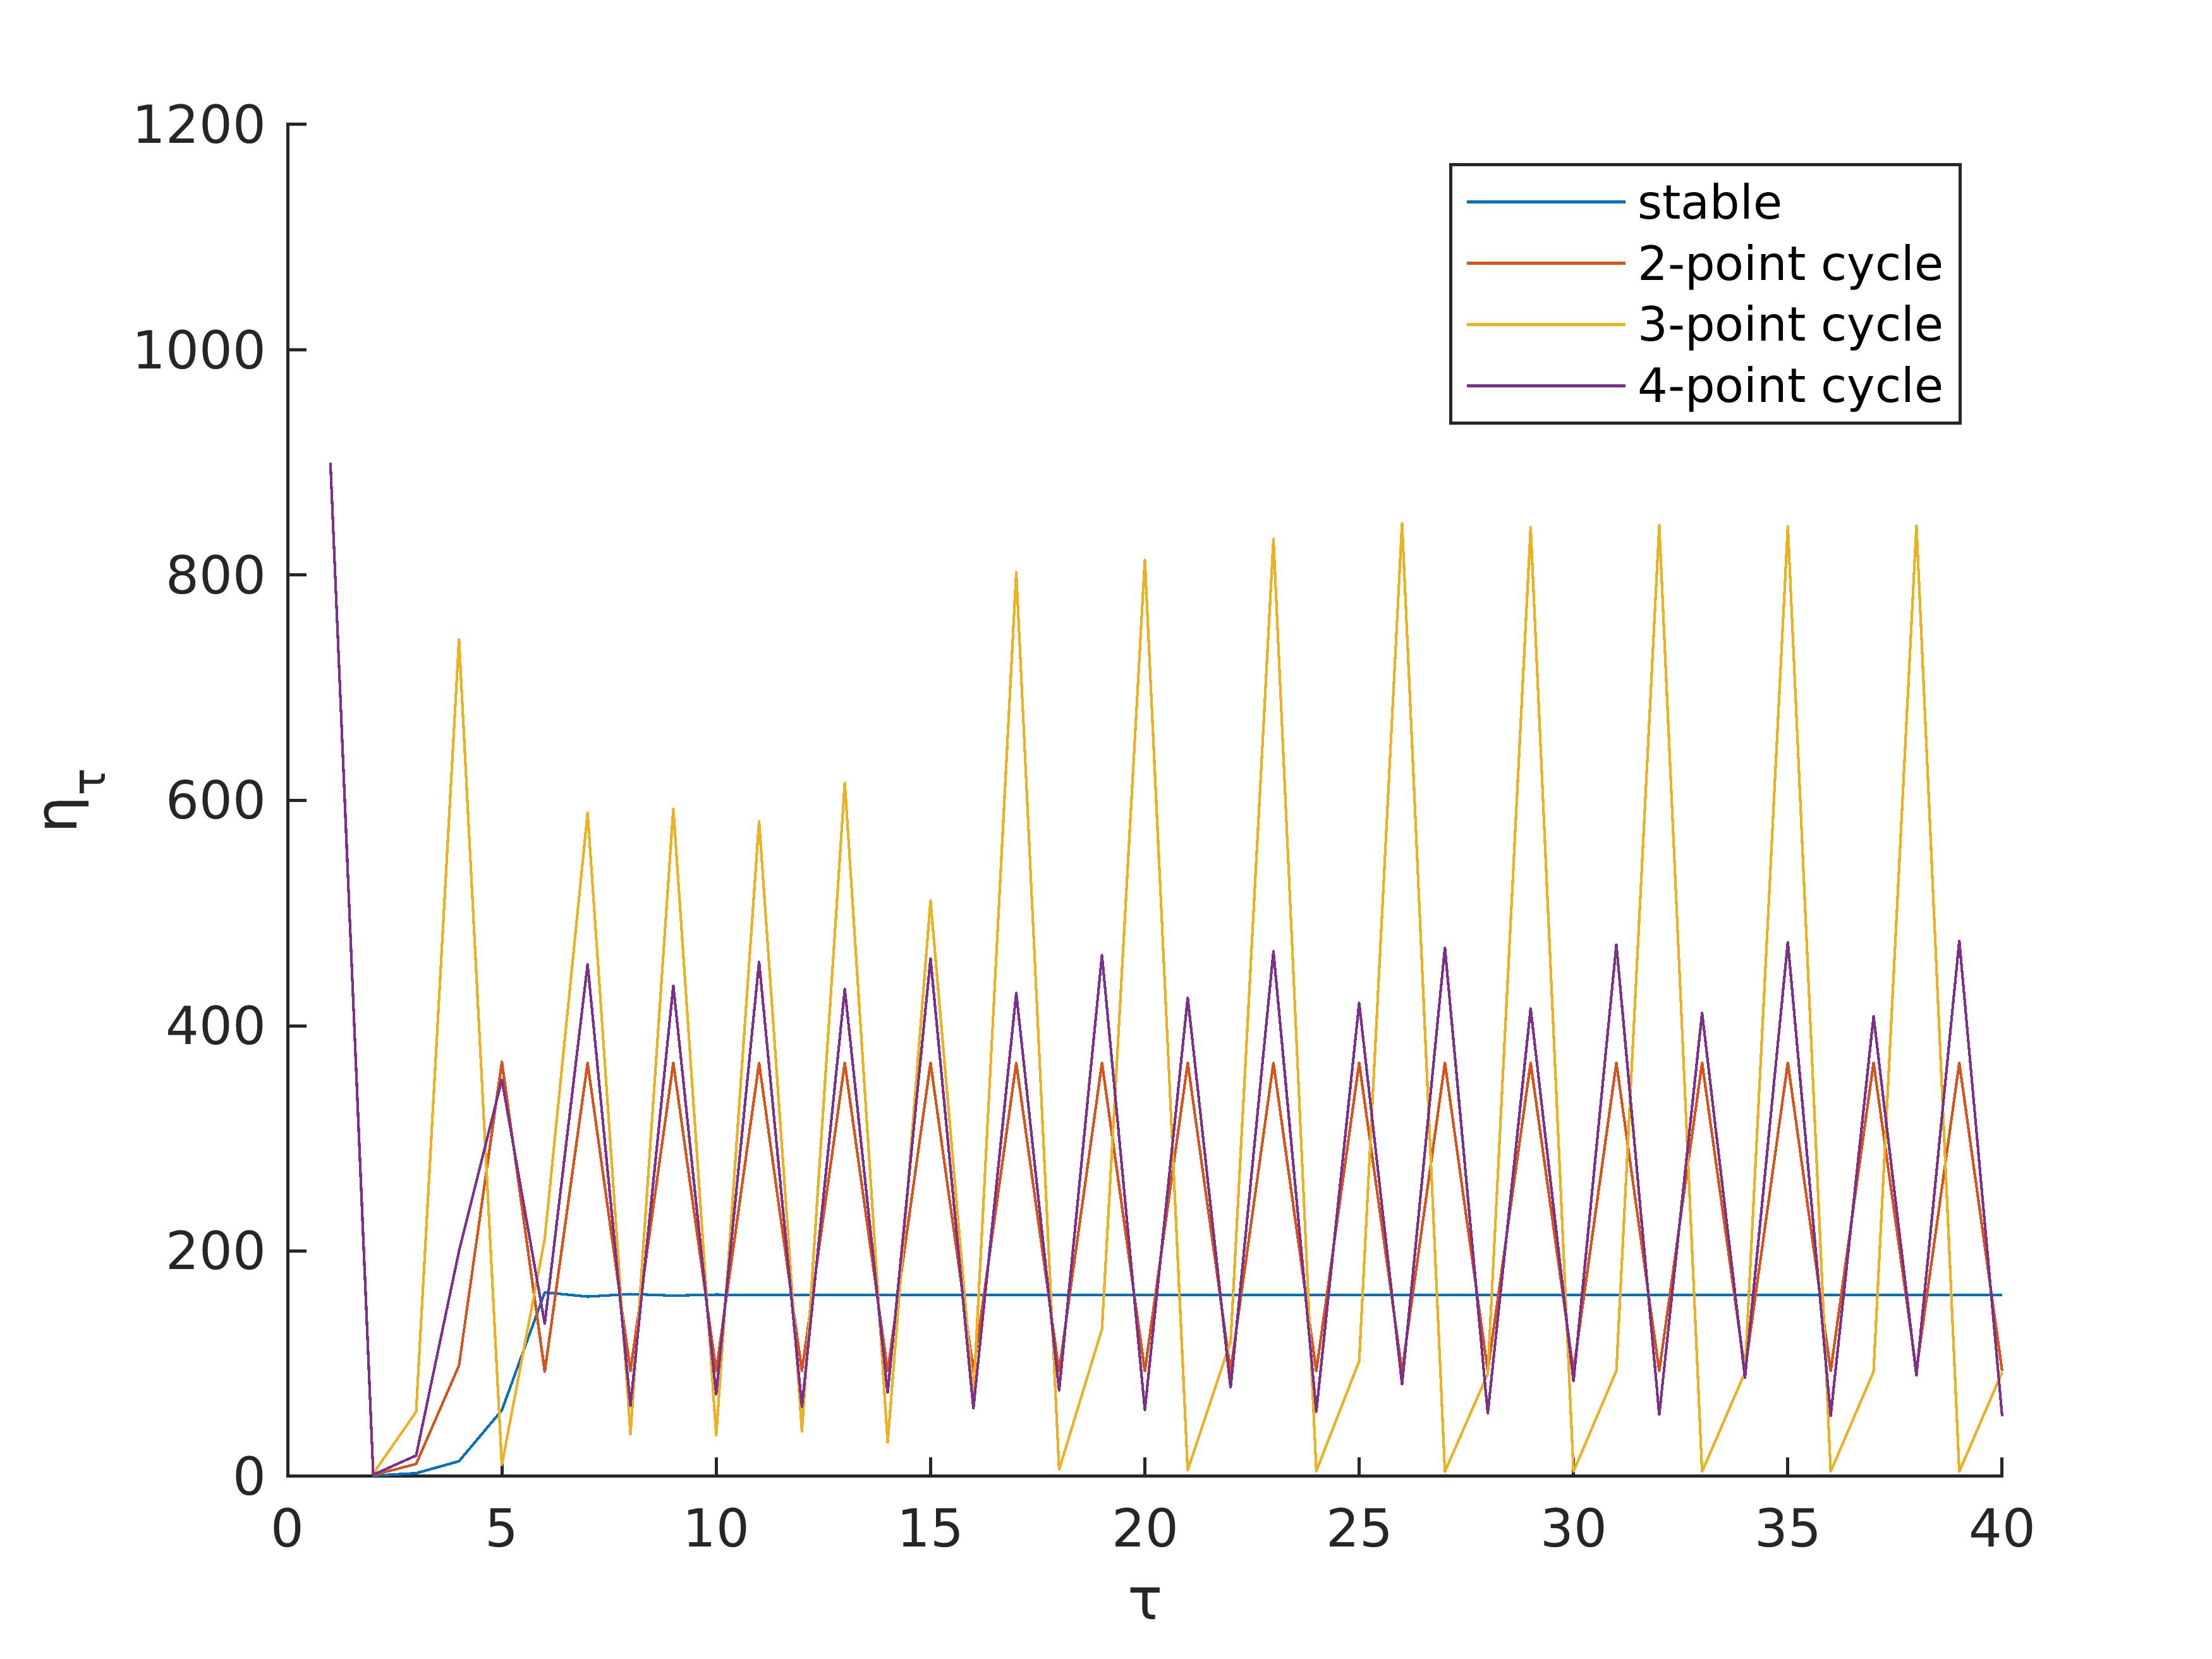 1200
1000
800
600
400
200
0
η_τ
0 5 10 15 20 25 30 35 40
τ
stable
2-point cycle
3-point cycle
4-point cycle